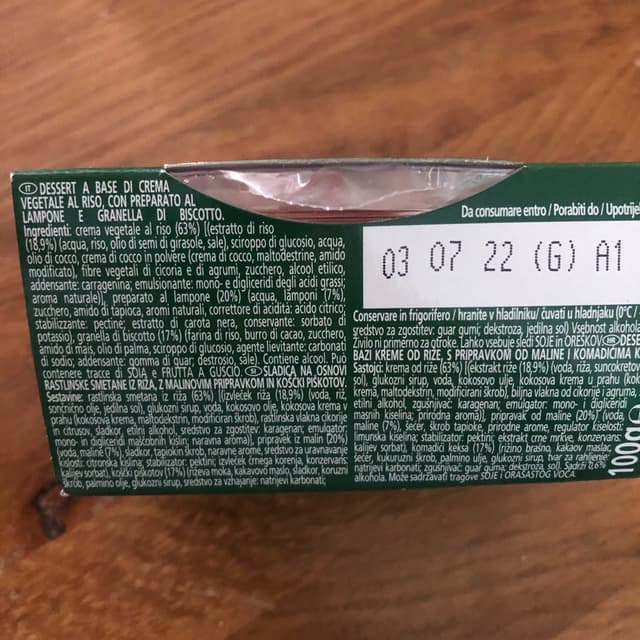 IT DESSERT A BASE DI CREMA
VEGETALE AL RISO, CON PREPARATO AL
LAMPONE E GRANELLA DI BISCOTTO.
Ingredienti: crema vegetale al riso (63%) [(estratto di riso
(18,9%) (acqua, riso, olio di semi di girasole, sale), sciroppo di glucosio, acqua,
olio di cocco, crema di cocco in polvere (crema di cocco, maltodestrine, amido
modificato), fibre vegetali di cicoria e di agrumi, zucchero, alcool etilico,
addensante: carragenina; emulsionante: mono- e digliceridi degli acidi grassi;
aroma naturale)], preparato al lampone (20%) (acqua, lamponi (7%),
zucchero, amido di tapioca, aromi naturali, correttore di acidità: acido citrico;
stabilizzante: pectine; estratto di carota nera, conservante: sorbato di
potassio), granella di biscotto (17%) (farina di riso, burro di cacao, zucchero,
amido di mais, olio di palma, sciroppo di glucosio, agente lievitante: carbonati
di sodio; addensante: gomma di guar; destrosio, sale). Contiene alcool. Può
contenere tracce di SOIA e FRUTTA A GUSCIO. SI SLADICA NA OSNOVI
RASTLINSKE SMETANE IZ RIŽA, Z MALINOVIM PRIPRAVKOM IN KOŠČKI PIŠKOTOV.
Sestavine: rastlinska smetana iz riža (63%) [(izvleček riža (18,9%) (voda, riž,
sončnično olje, jedilna sol), glukozni sirup, voda, kokosovo olje, kokosova krema v
prahu (kokosova krema, maltodekstrin, modificirani škrob), rastlinska vlakna cikorije
in citrusov, sladkor, etilni alkohol, sredstvo za zgostitev: karagenan; emulgator:
mono- in digliceridi maščobnih kislin; naravna aroma)], pripravek iz malin (20%)
(voda, maline (7%), sladkor, tapiokin škrob, naravne arome, sredstvo za uravnavanje
kislosti: citronska kislina; stabilizator: pektini; izvleček črnega korenja, konzervans:
kalijev sorbat), koščki piškotov (17%) (riževa moka, kakavovo maslo, sladkor, koruzni
škrob, palmino olje, glukozni sirup, sredstvo za vzhajanje: natrijevi karbonati;
Da consumare entro / Porabiti do / Upotrijeb
03 07 22 (G) A1
Conservare in frigorifero / hranite v hladilniku / čuvati u hladnjaku (0°C /
sredstvo za zgostitev: guar gumi; dekstroza, jedilna sol) Vsebnost alkohola
Živilo ni primerno za otroke. Lahko vsebuje sledi SOJE in OREŠKOV. HR DESE
BAZI KREME OD RIŽE, S PRIPRAVKOM OD MALINE I KOMADIĆIMA K
Sastojci: krema od riže (63%) [(ekstrakt riže (18,9%) (voda, riža, suncokretovo
sol), glukozni sirup, voda, kokosovo ulje, kokosova krema u prahu (kok
krema, maltodekstrin, modificirani škrob), biljna vlakna od cikorije i agruma,
etilni alkohol, zgušnjivač: karagenan; emulgator: mono- i digliceridi
masnih kiselina; prirodna aroma)], pripravak od maline (20%) (voda,
maline (7%), šećer, škrob tapioke, prirodne arome, regulator kiselosti:
limunska kiselina; stabilizator: pektini; ekstrakt crne mrkve, konzervans:
kalijev sorbat), komadići keksa (17%) (rižino brašno, kakaov maslac,
šećer, kukuruzni škrob, palmino ulje, glukozni sirup, tvar za rahljenje:
natrijevi karbonati; zgušnjivač: guar guma; dekstroza, sol). Sadrži 0,6%
alkohola. Može sadržavati tragove SOJE i ORAŠASTOG VOĆA.